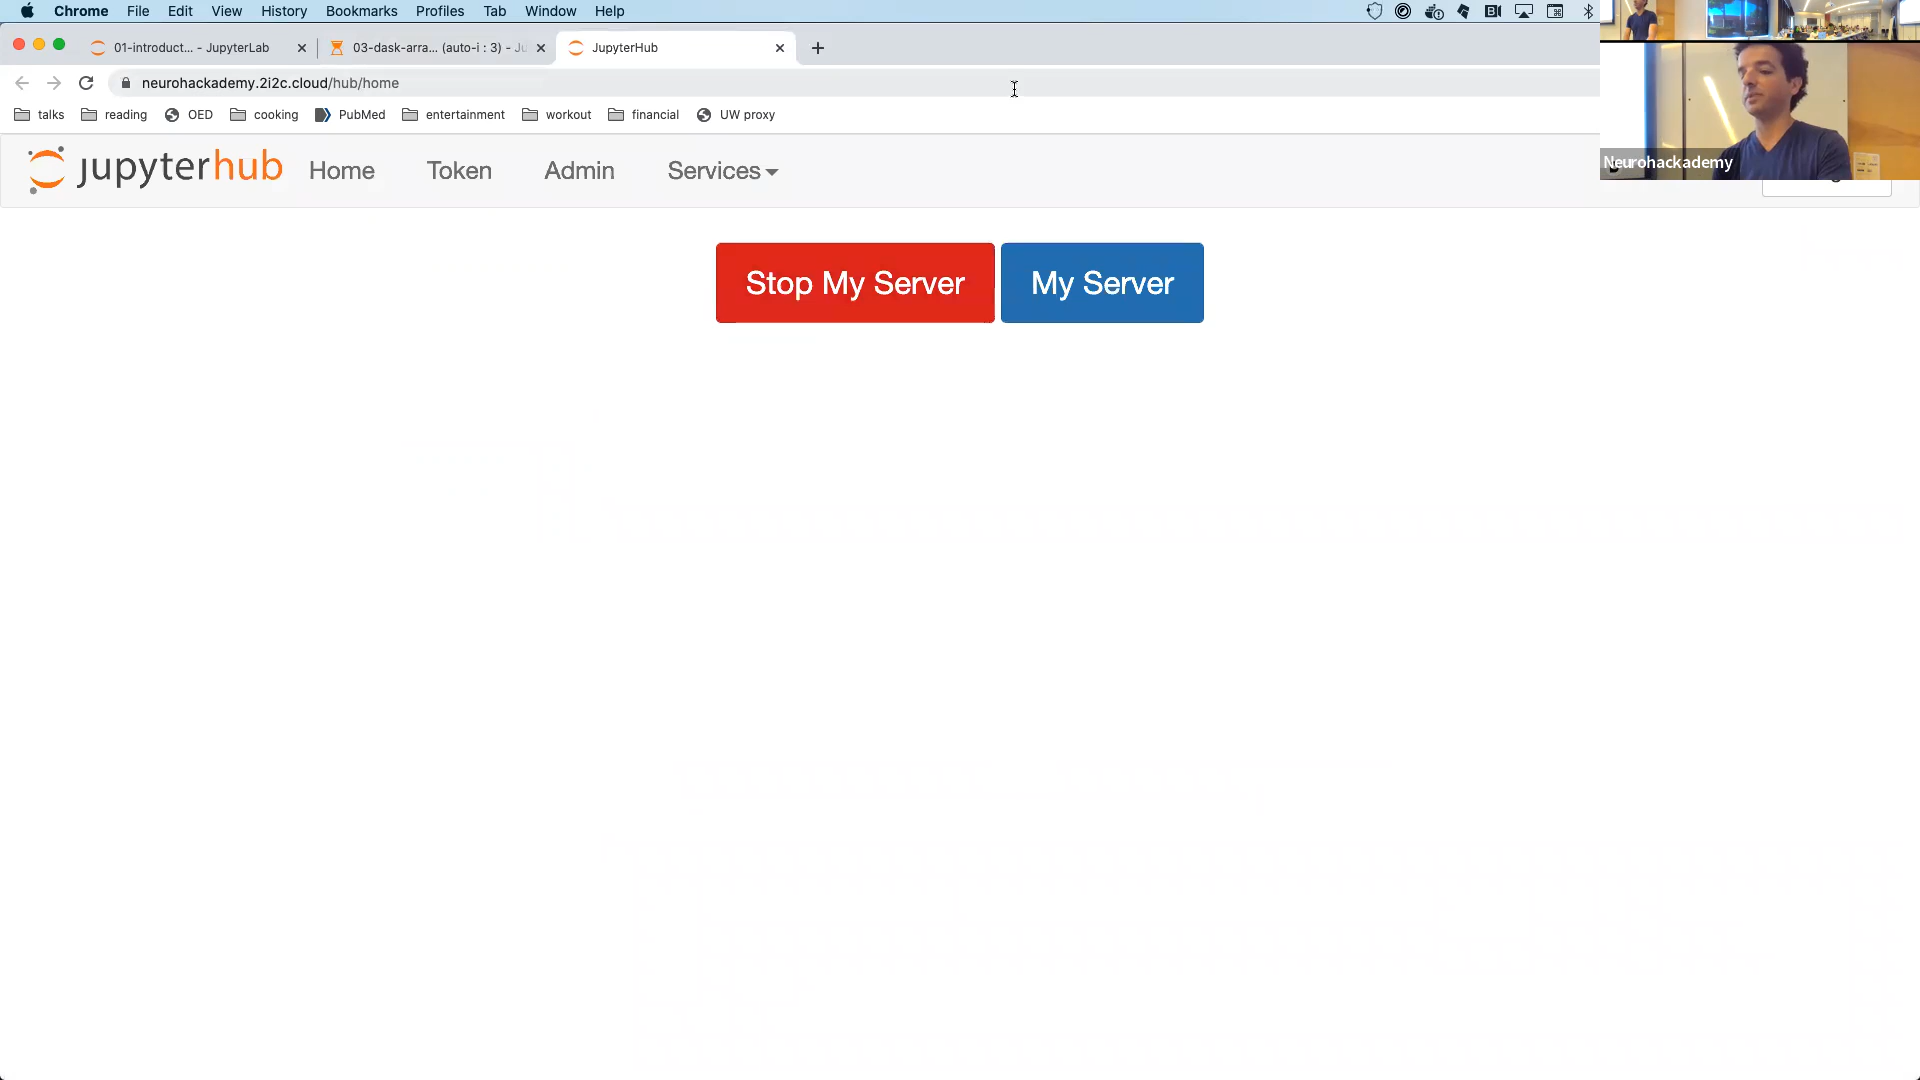 Chrome File Edit View History Bookmarks Profiles Tab Window Help
01-introduct... - JupyterLab
03-dask-arra... (auto-i : 3) - Ju
JupyterHub
neurohackademy.2i2c.cloud/hub/home
talks reading OED cooking PubMed entertainment workout financial UW proxy
jupyterhub Home Token Admin Services
Neurohackademy
Stop My Server My Server